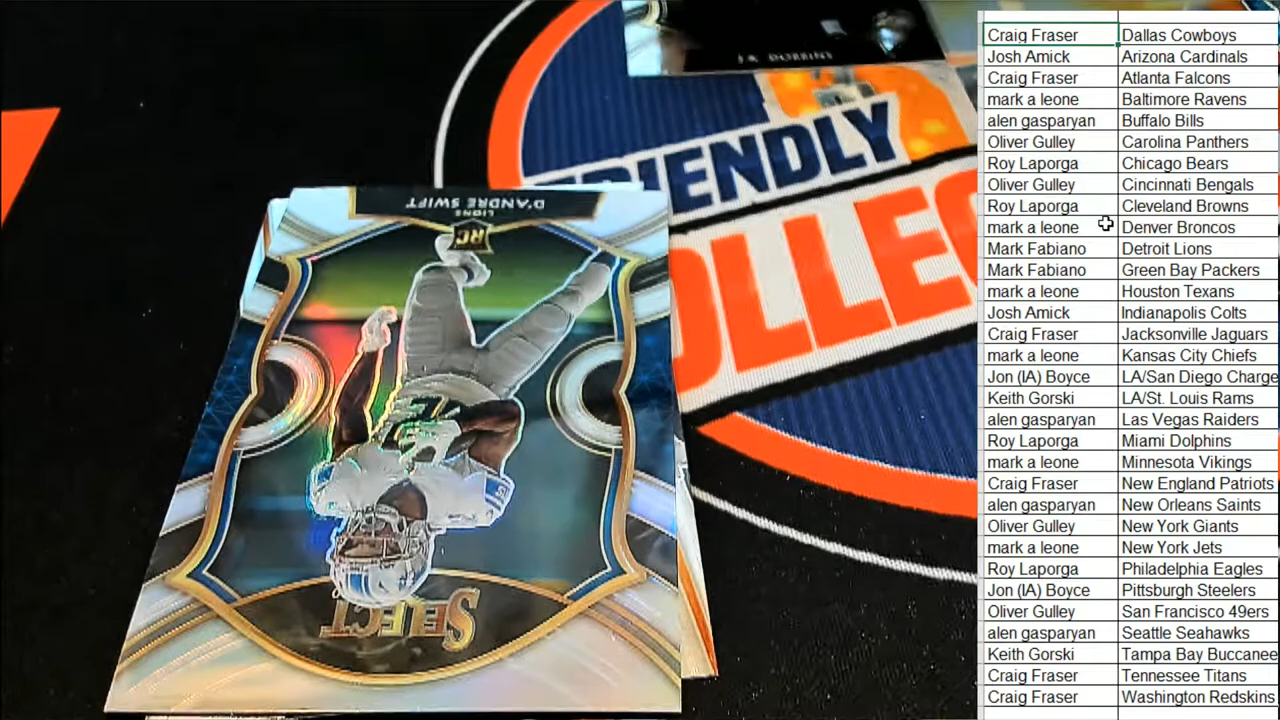 J.K. DOBBINS
FRIENDLY
COLLEC
D'ANDRE SWIFT
LIONS
RC
SELECT
Craig Fraser Dallas Cowboys
Josh Amick Arizona Cardinals
Craig Fraser Atlanta Falcons
mark a leone Baltimore Ravens
alen gasparyan Buffalo Bills
Oliver Gulley Carolina Panthers
Roy Laporga Chicago Bears
Oliver Gulley Cincinnati Bengals
Roy Laporga Cleveland Browns
mark a leone Denver Broncos
Mark Fabiano Detroit Lions
Mark Fabiano Green Bay Packers
mark a leone Houston Texans
Josh Amick Indianapolis Colts
Craig Fraser Jacksonville Jaguars
mark a leone Kansas City Chiefs
Jon (IA) Boyce LA/San Diego Charge
Keith Gorski LA/St. Louis Rams
alen gasparyan Las Vegas Raiders
Roy Laporga Miami Dolphins
mark a leone Minnesota Vikings
Craig Fraser New England Patriots
alen gasparyan New Orleans Saints
Oliver Gulley New York Giants
mark a leone New York Jets
Roy Laporga Philadelphia Eagles
Jon (IA) Boyce Pittsburgh Steelers
Oliver Gulley San Francisco 49ers
alen gasparyan Seattle Seahawks
Keith Gorski Tampa Bay Buccanee
Craig Fraser Tennessee Titans
Craig Fraser Washington Redskins